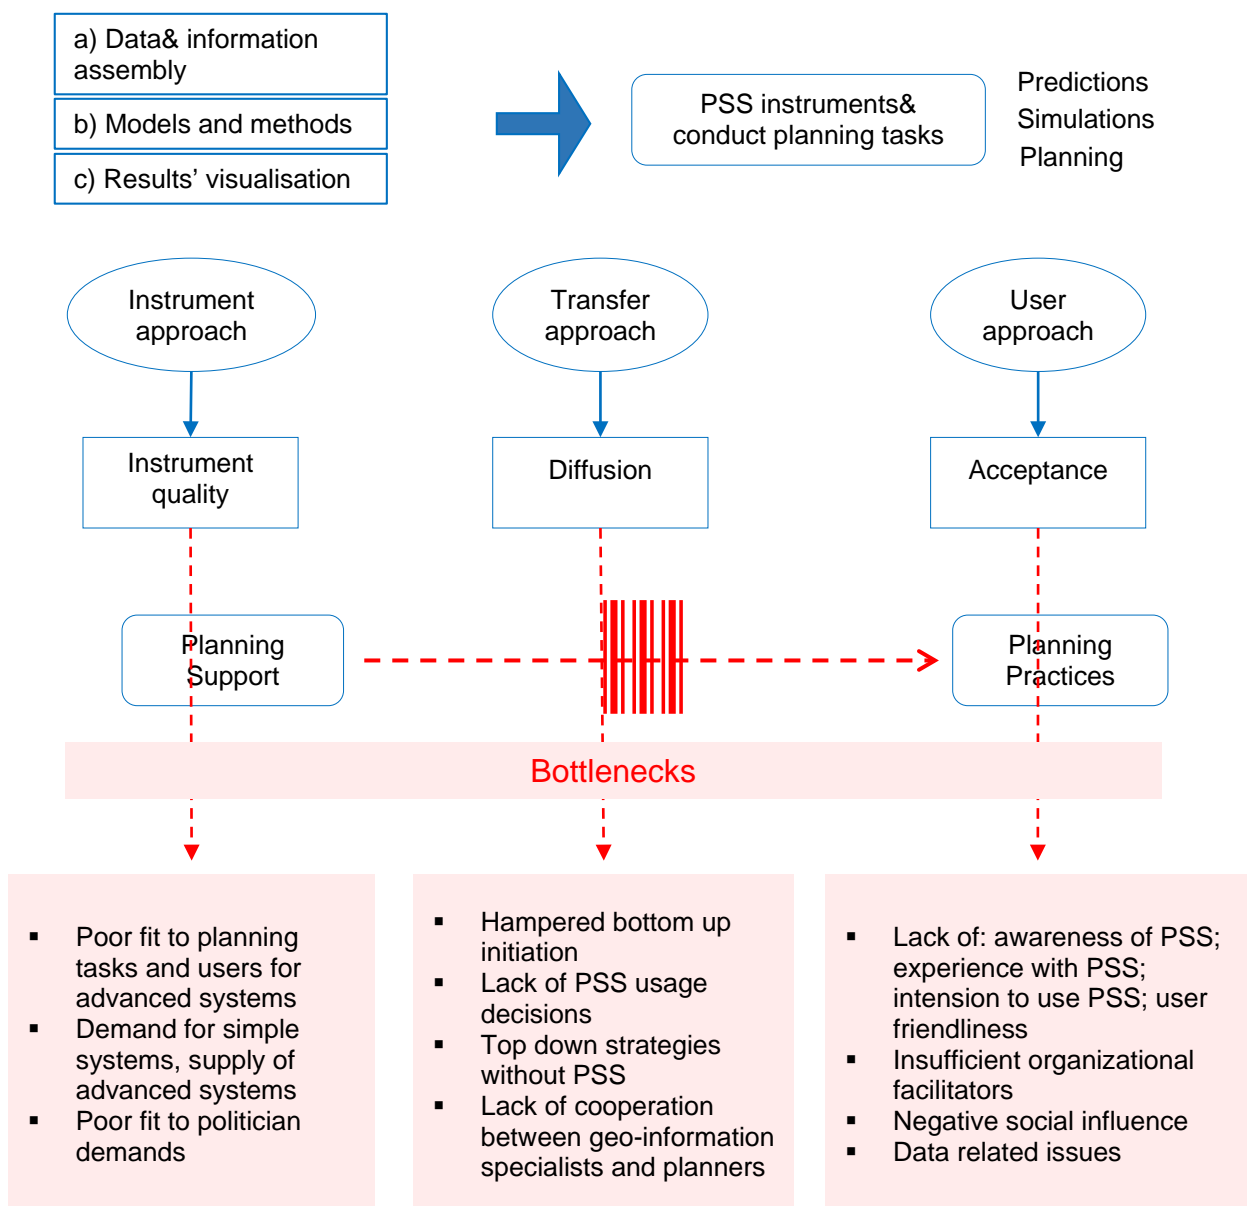 a) Data& information
assembly
b) Models and methods
c) Results’ visualisation
PSS instruments&
conduct planning tasks
Predictions
Simulations
Planning
Instrument
approach
Transfer
approach
User
approach
Instrument
quality
Diffusion
Acceptance
Planning
Support
Planning
Practices
Bottlenecks
▪ Poor fit to planning
tasks and users for
advanced systems
▪ Demand for simple
systems, supply of
advanced systems
▪ Poor fit to politician
demands
▪ Hampered bottom up
initiation
▪ Lack of PSS usage
decisions
▪ Top down strategies
without PSS
▪ Lack of cooperation
between geo-information
specialists and planners
▪ Lack of: awareness of PSS;
experience with PSS;
intension to use PSS; user
friendliness
▪ Insufficient organizational
facilitators
▪ Negative social influence
▪ Data related issues